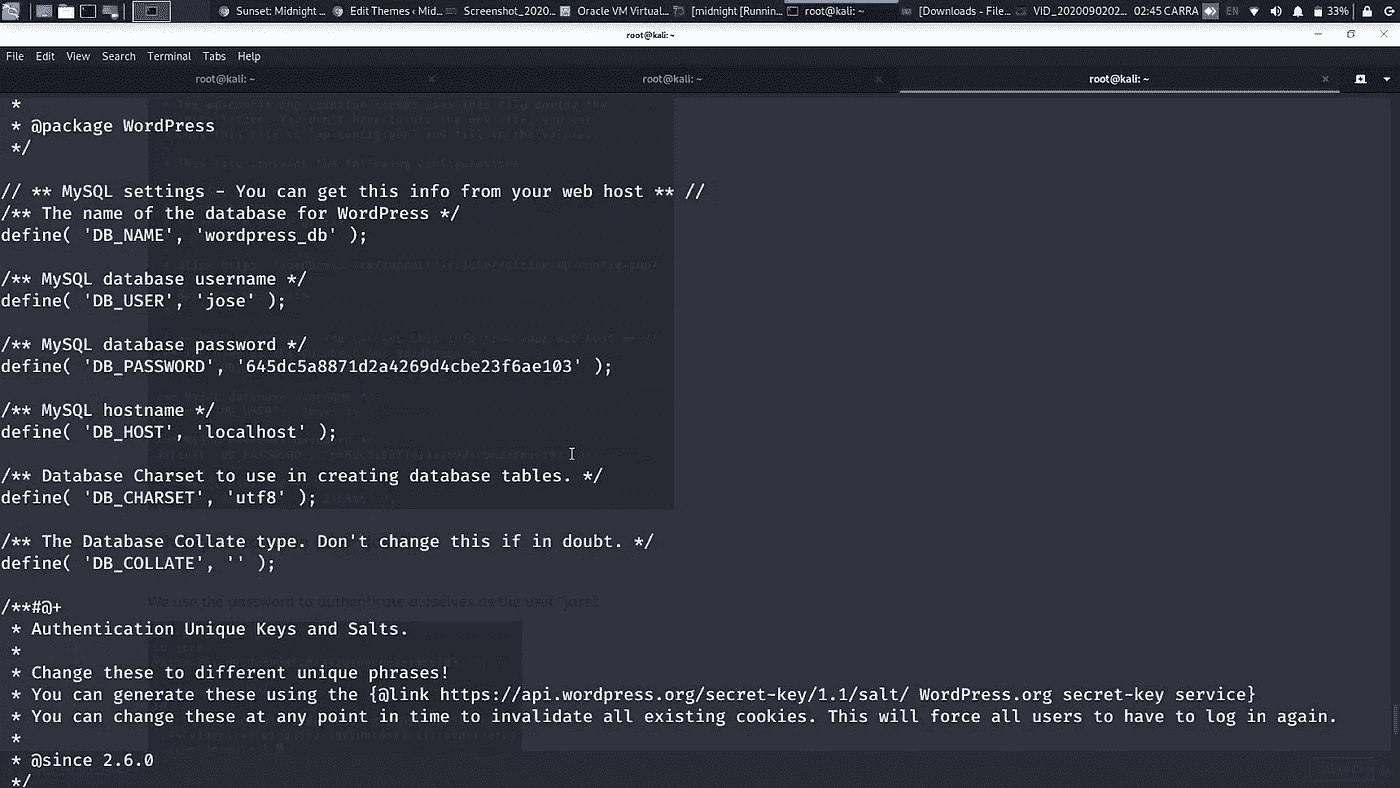 Sunset: Midnight ...
Edit Themes ‹ Mid...
Screenshot_2020...
Oracle VM Virtual...
[midnight [Runnin...
root@kali: ~
[Downloads - File...
VID_2020090202...
02:45 CARRA
EN
33%
root@kali:~
File Edit View Search Terminal Tabs Help
root@kali: ~
root@kali: ~
root@kali: ~
*
* @package WordPress
*/
// ** MySQL settings - You can get this info from your web host ** //
/** The name of the database for WordPress */
define( 'DB_NAME', 'wordpress_db' );
/** MySQL database username */
define( 'DB_USER', 'jose' );
/** MySQL database password */
define( 'DB_PASSWORD', '645dc5a8871d2a4269d4cbe23f6ae103' );
/** MySQL hostname */
define( 'DB_HOST', 'localhost' );
/** Database Charset to use in creating database tables. */
define( 'DB_CHARSET', 'utf8' );
/** The Database Collate type. Don't change this if in doubt. */
define( 'DB_COLLATE', '' );
We use the password to authenticate ourselves as the user "jose"
/**#@+
* Authentication Unique Keys and Salts.
*
* Change these to different unique phrases!
* You can generate these using the {@link https://api.wordpress.org/secret-key/1.1/salt/ WordPress.org secret-key service}
* You can change these at any point in time to invalidate all existing cookies. This will force all users to have to log in again.
*
* @since 2.6.0
*/